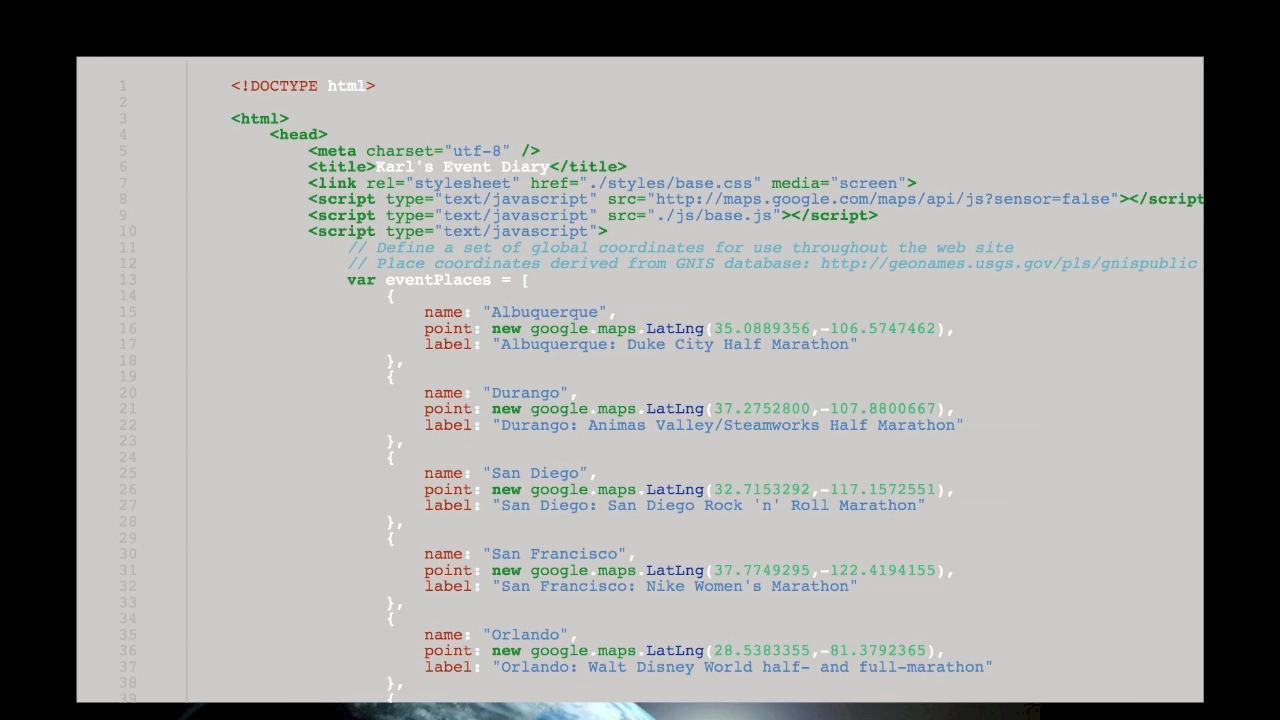 1 <!DOCTYPE html>
2
3 <html>
4 <head>
5 <meta charset="utf-8" />
6 <title>Karl's Event Diary</title>
7 <link rel="stylesheet" href="./styles/base.css" media="screen">
8 <script type="text/javascript" src="http://maps.google.com/maps/api/js?sensor=false"></script
9 <script type="text/javascript" src="./js/base.js"></script>
10 <script type="text/javascript">
11 // Define a set of global coordinates for use throughout the web site
12 // Place coordinates derived from GNIS database: http://geonames.usgs.gov/pls/gnispublic
13 var eventPlaces = [
14 {
15 name: "Albuquerque",
16 point: new google.maps.LatLng(35.0889356,-106.5747462),
17 label: "Albuquerque: Duke City Half Marathon"
18 },
19 {
20 name: "Durango",
21 point: new google.maps.LatLng(37.2752800,-107.8800667),
22 label: "Durango: Animas Valley/Steamworks Half Marathon"
23 },
24 {
25 name: "San Diego",
26 point: new google.maps.LatLng(32.7153292,-117.1572551),
27 label: "San Diego: San Diego Rock 'n' Roll Marathon"
28 },
29 {
30 name: "San Francisco",
31 point: new google.maps.LatLng(37.7749295,-122.4194155),
32 label: "San Francisco: Nike Women's Marathon"
33 },
34 {
35 name: "Orlando",
36 point: new google.maps.LatLng(28.5383355,-81.3792365),
37 label: "Orlando: Walt Disney World half- and full-marathon"
38 },
39 {